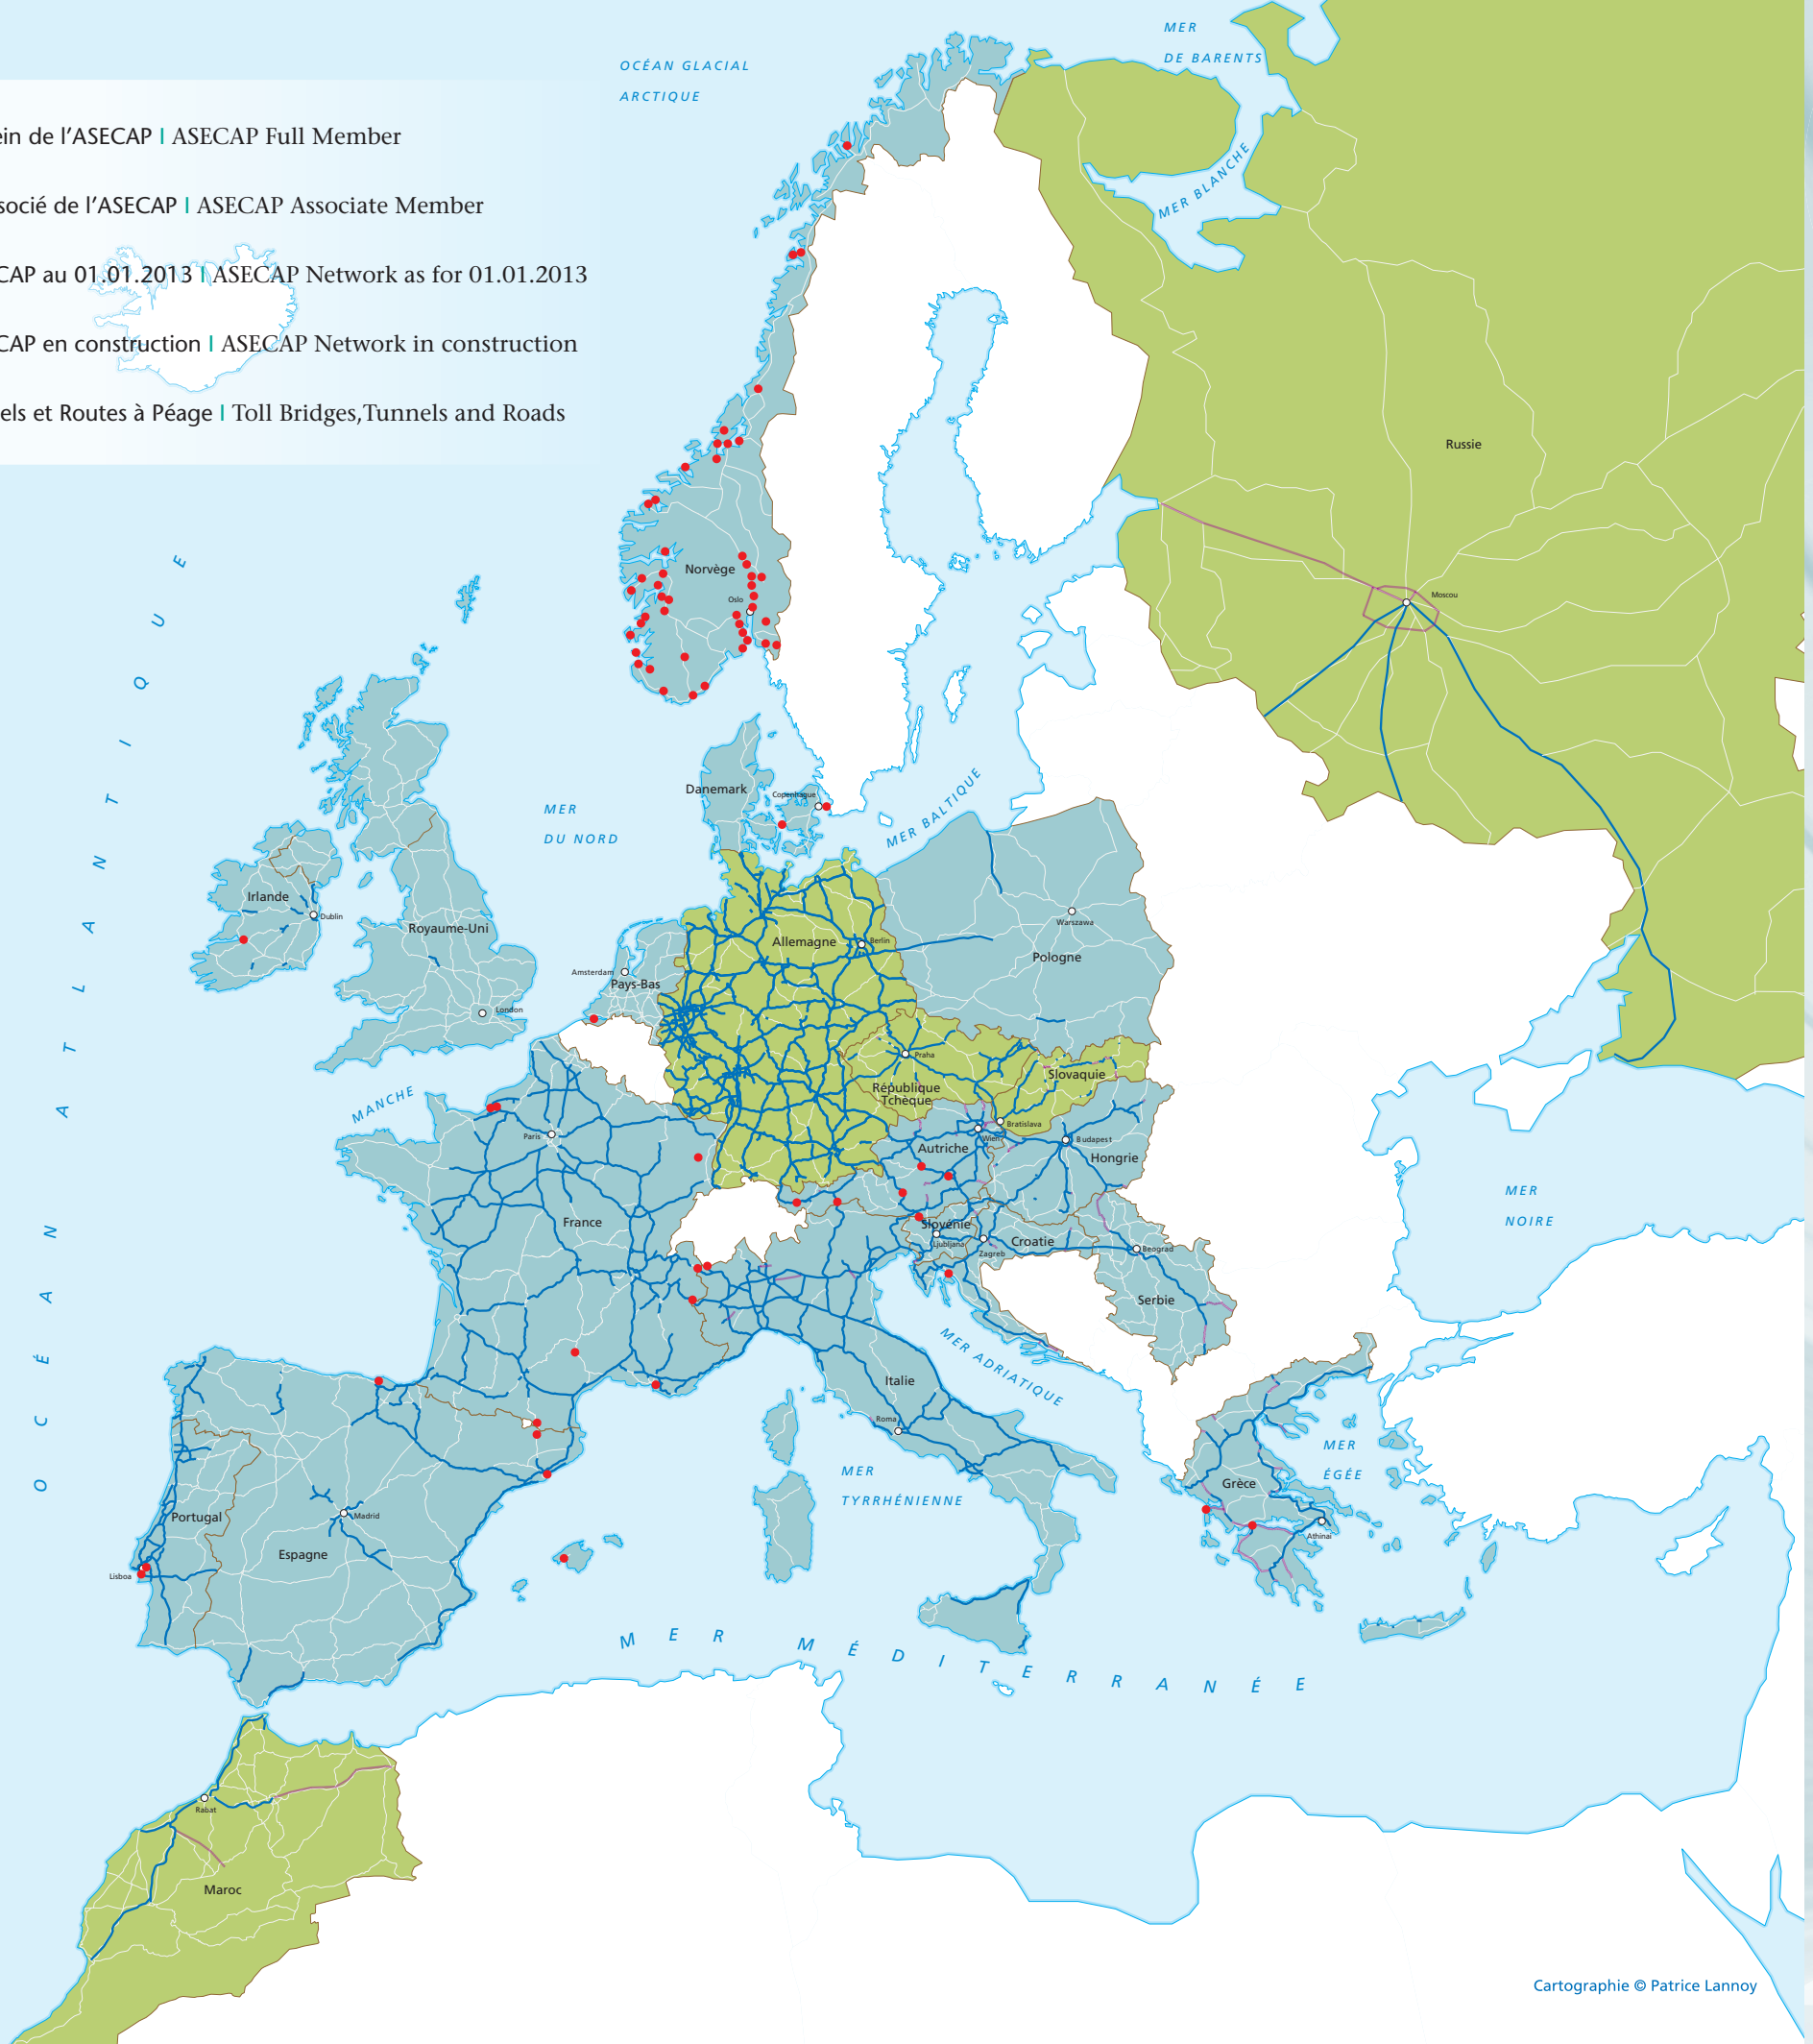 ein de l'ASECAP | ASECAP Full Member
socié de l'ASECAP | ASECAP Associate Member
CAP au 01.01.2013 | ASECAP Network as for 01.01.2013
CAP en construction | ASECAP Network in construction
els et Routes à Péage | Toll Bridges,Tunnels and Roads
OCÉAN GLACIAL
ARCTIQUE
MER
DE BARENTS
MER BLANCHE
Russie
Moscou
Norvège
Oslo
OCÉAN ATLANTIQUE
MER
DU NORD
Danemark
Copenhague
MER BALTIQUE
Irlande
Dublin
Royaume-Uni
London
Amsterdam
Pays-Bas
Allemagne
Berlin
Warszawa
Pologne
MANCHE
Praha
République
Tchèque
Slovaquie
Bratislava
Paris
Wien
Autriche
Budapest
Hongrie
France
Slovénie
Ljubljana
Zagreb
Croatie
Beograd
Serbie
MER
NOIRE
MER ADRIATIQUE
Italie
Roma
MER
TYRRHÉNIENNE
MER
ÉGÉE
Grèce
Athinai
Portugal
Lisboa
Madrid
Espagne
MER MÉDITERRANÉE
Rabat
Maroc
Cartographie © Patrice Lannoy